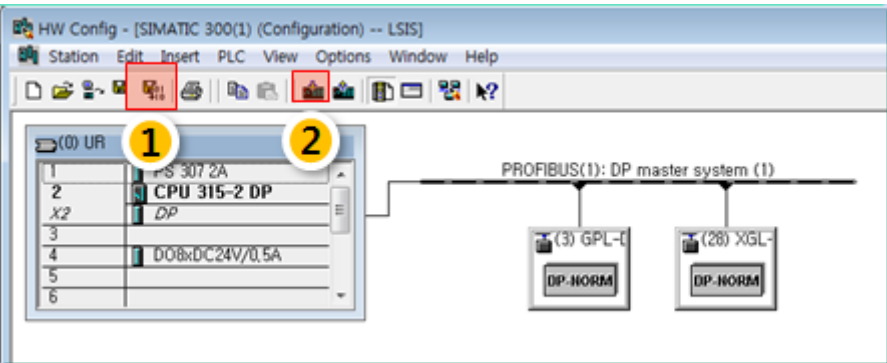 HW Config - [SIMATIC 300(1) (Configuration) -- LSIS]
Station Edit Insert PLC View Options Window Help
1 2
(0) UR
1 PS 307 2A
2 CPU 315-2 DP
X2 DP
3
4 DO8xDC24V/0,5A
5
6
PROFIBUS(1): DP master system (1)
(3) GPL-D (28) XGL-
DP-NORM DP-NORM